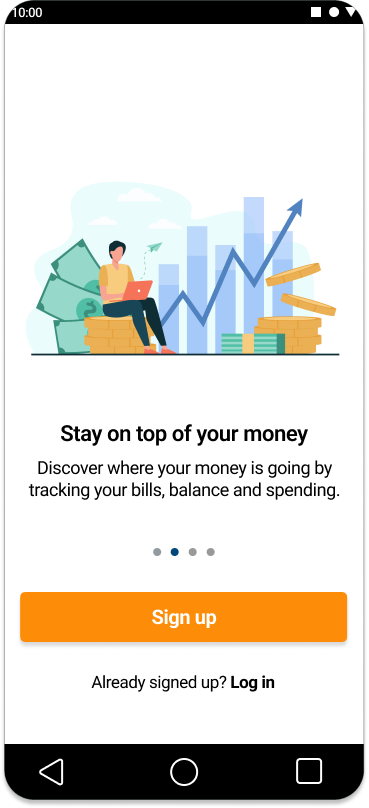 10:00
Stay on top of your money
Discover where your money is going by
tracking your bills, balance and spending.
Sign up
Already signed up? Log in